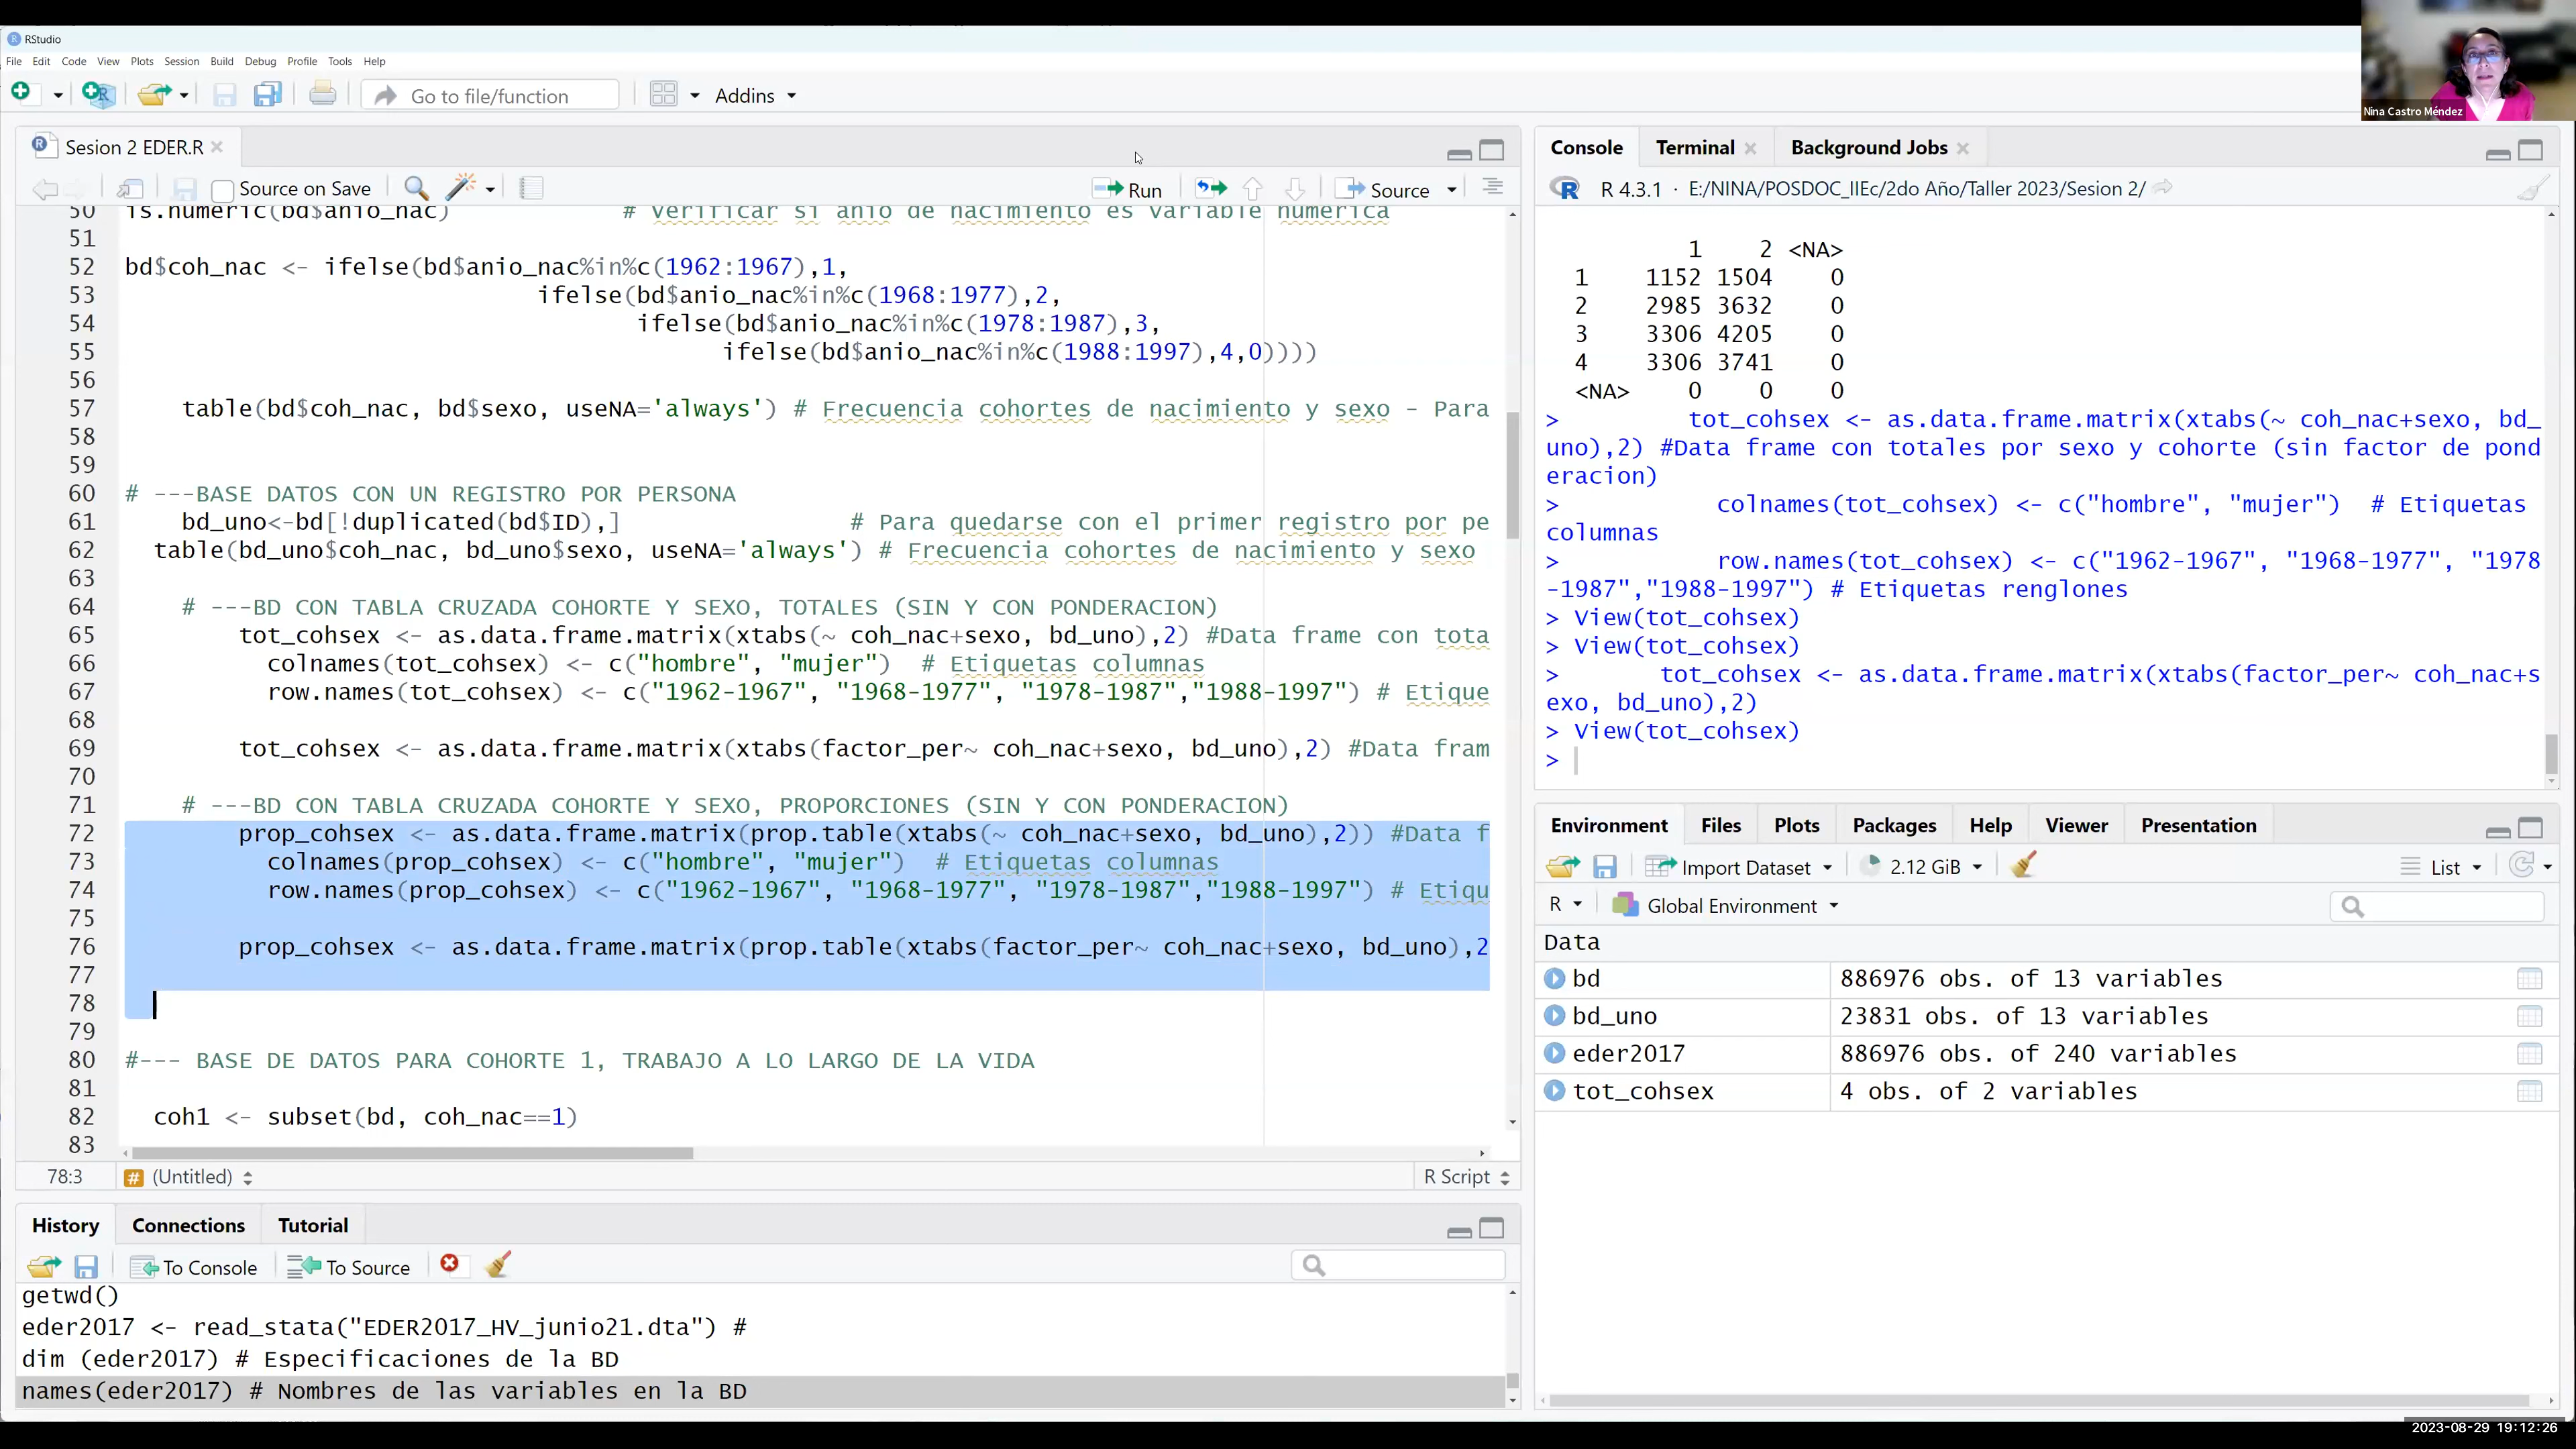 RStudio
File Edit Code View Plots Session Build Debug Profile Tools Help
Go to file/function
Addins
Nina Castro Méndez
Sesion 2 EDER.R
Source on Save
Run
Source
50 is.numeric(bd$anio_nac) # Verificar si anio de nacimiento es variable numerica
51
52 bd$coh_nac <- ifelse(bd$anio_nac%in%c(1962:1967),1,
53 ifelse(bd$anio_nac%in%c(1968:1977),2,
54 ifelse(bd$anio_nac%in%c(1978:1987),3,
55 ifelse(bd$anio_nac%in%c(1988:1997),4,0))))
56
57 table(bd$coh_nac, bd$sexo, useNA='always') # Frecuencia cohortes de nacimiento y sexo - Para
58
59
60 # ---BASE DATOS CON UN REGISTRO POR PERSONA
61 bd_uno<-bd[!duplicated(bd$ID),] # Para quedarse con el primer registro por pe
62 table(bd_uno$coh_nac, bd_uno$sexo, useNA='always') # Frecuencia cohortes de nacimiento y sexo
63
64 # ---BD CON TABLA CRUZADA COHORTE Y SEXO, TOTALES (SIN Y CON PONDERACION)
65 tot_cohsex <- as.data.frame.matrix(xtabs(~ coh_nac+sexo, bd_uno),2) #Data frame con tota
66 colnames(tot_cohsex) <- c("hombre", "mujer") # Etiquetas columnas
67 row.names(tot_cohsex) <- c("1962-1967", "1968-1977", "1978-1987","1988-1997") # Etique
68
69 tot_cohsex <- as.data.frame.matrix(xtabs(factor_per~ coh_nac+sexo, bd_uno),2) #Data fram
70
71 # ---BD CON TABLA CRUZADA COHORTE Y SEXO, PROPORCIONES (SIN Y CON PONDERACION)
72 prop_cohsex <- as.data.frame.matrix(prop.table(xtabs(~ coh_nac+sexo, bd_uno),2)) #Data f
73 colnames(prop_cohsex) <- c("hombre", "mujer") # Etiquetas columnas
74 row.names(prop_cohsex) <- c("1962-1967", "1968-1977", "1978-1987","1988-1997") # Etiqu
75
76 prop_cohsex <- as.data.frame.matrix(prop.table(xtabs(factor_per~ coh_nac+sexo, bd_uno),2
77
78
79
80 #--- BASE DE DATOS PARA COHORTE 1, TRABAJO A LO LARGO DE LA VIDA
81
82 coh1 <- subset(bd, coh_nac==1)
83
78:3 # (Untitled) R Script
History Connections Tutorial
To Console To Source
getwd()
eder2017 <- read_stata("EDER2017_HV_junio21.dta") #
dim (eder2017) # Especificaciones de la BD
names(eder2017) # Nombres de las variables en la BD
Console Terminal Background Jobs
R 4.3.1 · E:/NINA/POSDOC_IIEc/2do Año/Taller 2023/Sesion 2/
1 2 <NA>
1 1152 1504 0
2 2985 3632 0
3 3306 4205 0
4 3306 3741 0
<NA> 0 0 0
> tot_cohsex <- as.data.frame.matrix(xtabs(~ coh_nac+sexo, bd_
uno),2) #Data frame con totales por sexo y cohorte (sin factor de pond
eracion)
> colnames(tot_cohsex) <- c("hombre", "mujer") # Etiquetas
columnas
> row.names(tot_cohsex) <- c("1962-1967", "1968-1977", "1978
-1987","1988-1997") # Etiquetas renglones
> View(tot_cohsex)
> View(tot_cohsex)
> tot_cohsex <- as.data.frame.matrix(xtabs(factor_per~ coh_nac+s
exo, bd_uno),2)
> View(tot_cohsex)
>
Environment Files Plots Packages Help Viewer Presentation
Import Dataset 2.12 GiB List
R Global Environment
Data
bd 886976 obs. of 13 variables
bd_uno 23831 obs. of 13 variables
eder2017 886976 obs. of 240 variables
tot_cohsex 4 obs. of 2 variables
2023-08-29 19:12:26